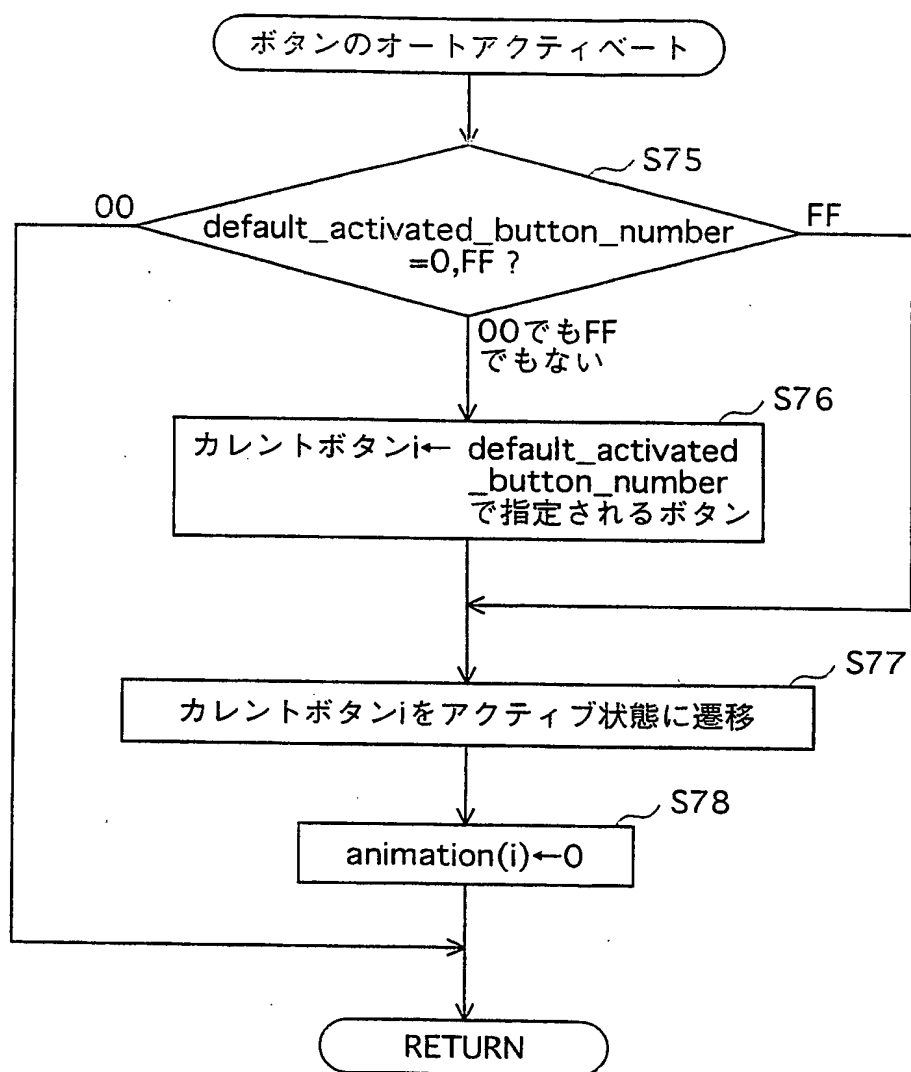 ボタンのオートアクティベート
S75
00
FF
default_activated_button_number
=0,FF ?
00でもFF
でもない
S76
カレントボタンi← default_activated
_button_number
で指定されるボタン
S77
カレントボタンiをアクティブ状態に遷移
S78
animation(i)←0
RETURN